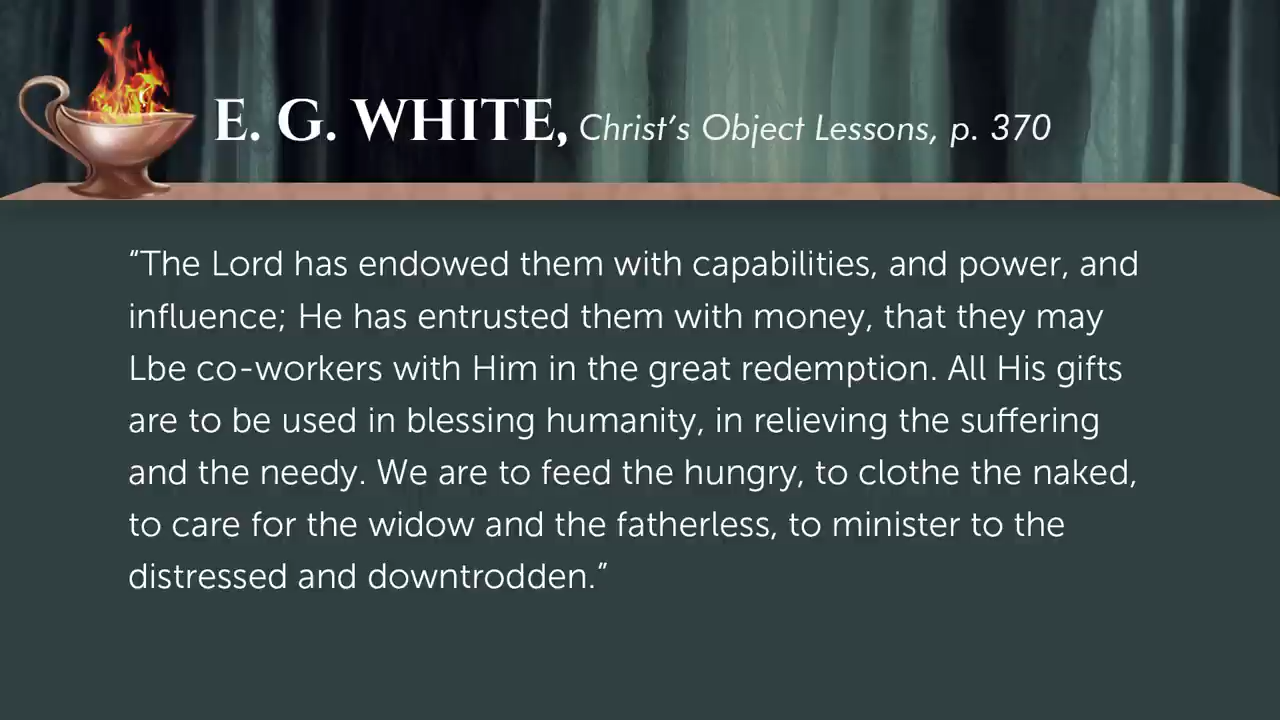 E. G. WHITE, Christ’s Object Lessons, p. 370
“The Lord has endowed them with capabilities, and power, and
influence; He has entrusted them with money, that they may
Lbe co-workers with Him in the great redemption. All His gifts
are to be used in blessing humanity, in relieving the suffering
and the needy. We are to feed the hungry, to clothe the naked,
to care for the widow and the fatherless, to minister to the
distressed and downtrodden.”